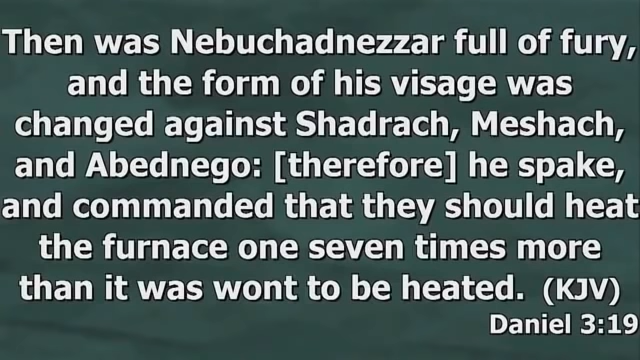 Then was Nebuchadnezzar full of fury,
and the form of his visage was
changed against Shadrach, Meshach,
and Abednego: [therefore] he spake,
and commanded that they should heat
the furnace one seven times more
than it was wont to be heated. (KJV)
Daniel 3:19